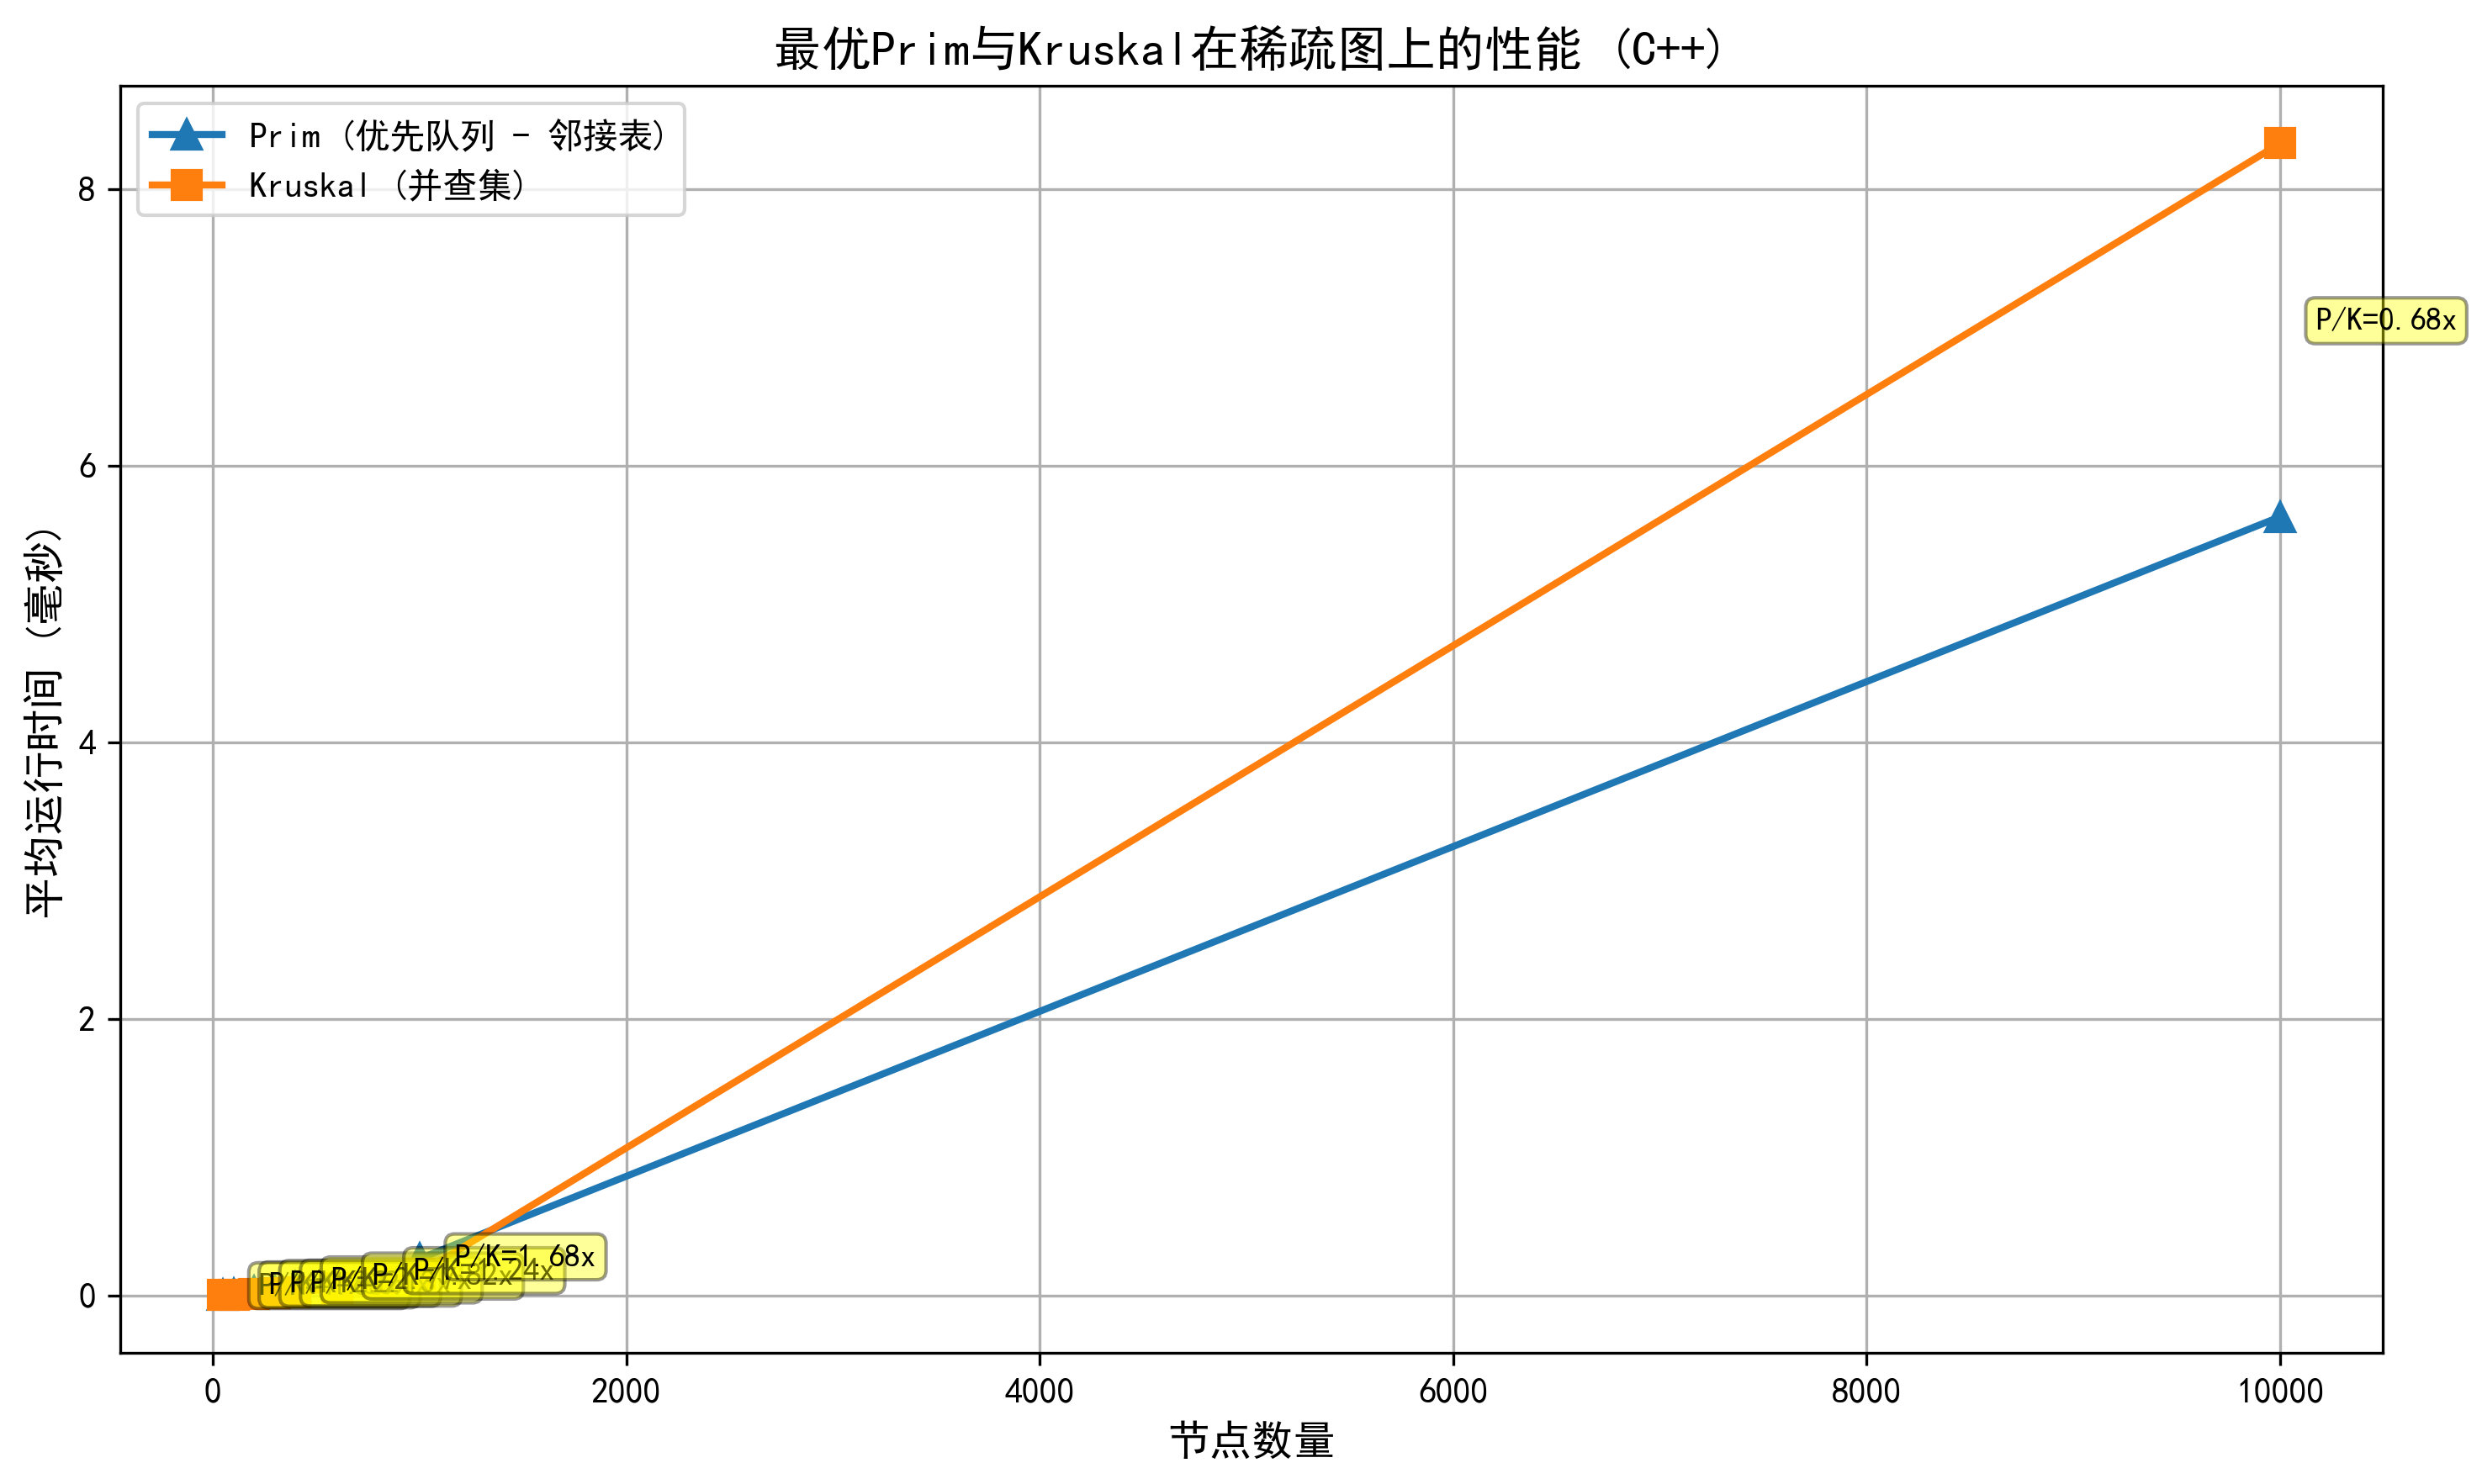 最优Prim与Kruskal在稀疏图上的性能 (C++)
Prim (优先队列 - 邻接表)
Kruskal (并查集)
8
6
4
2
0
平均运行时间 (毫秒)
P/K=0.68x
P/K=1.68x
0
2000
4000
6000
8000
10000
节点数量